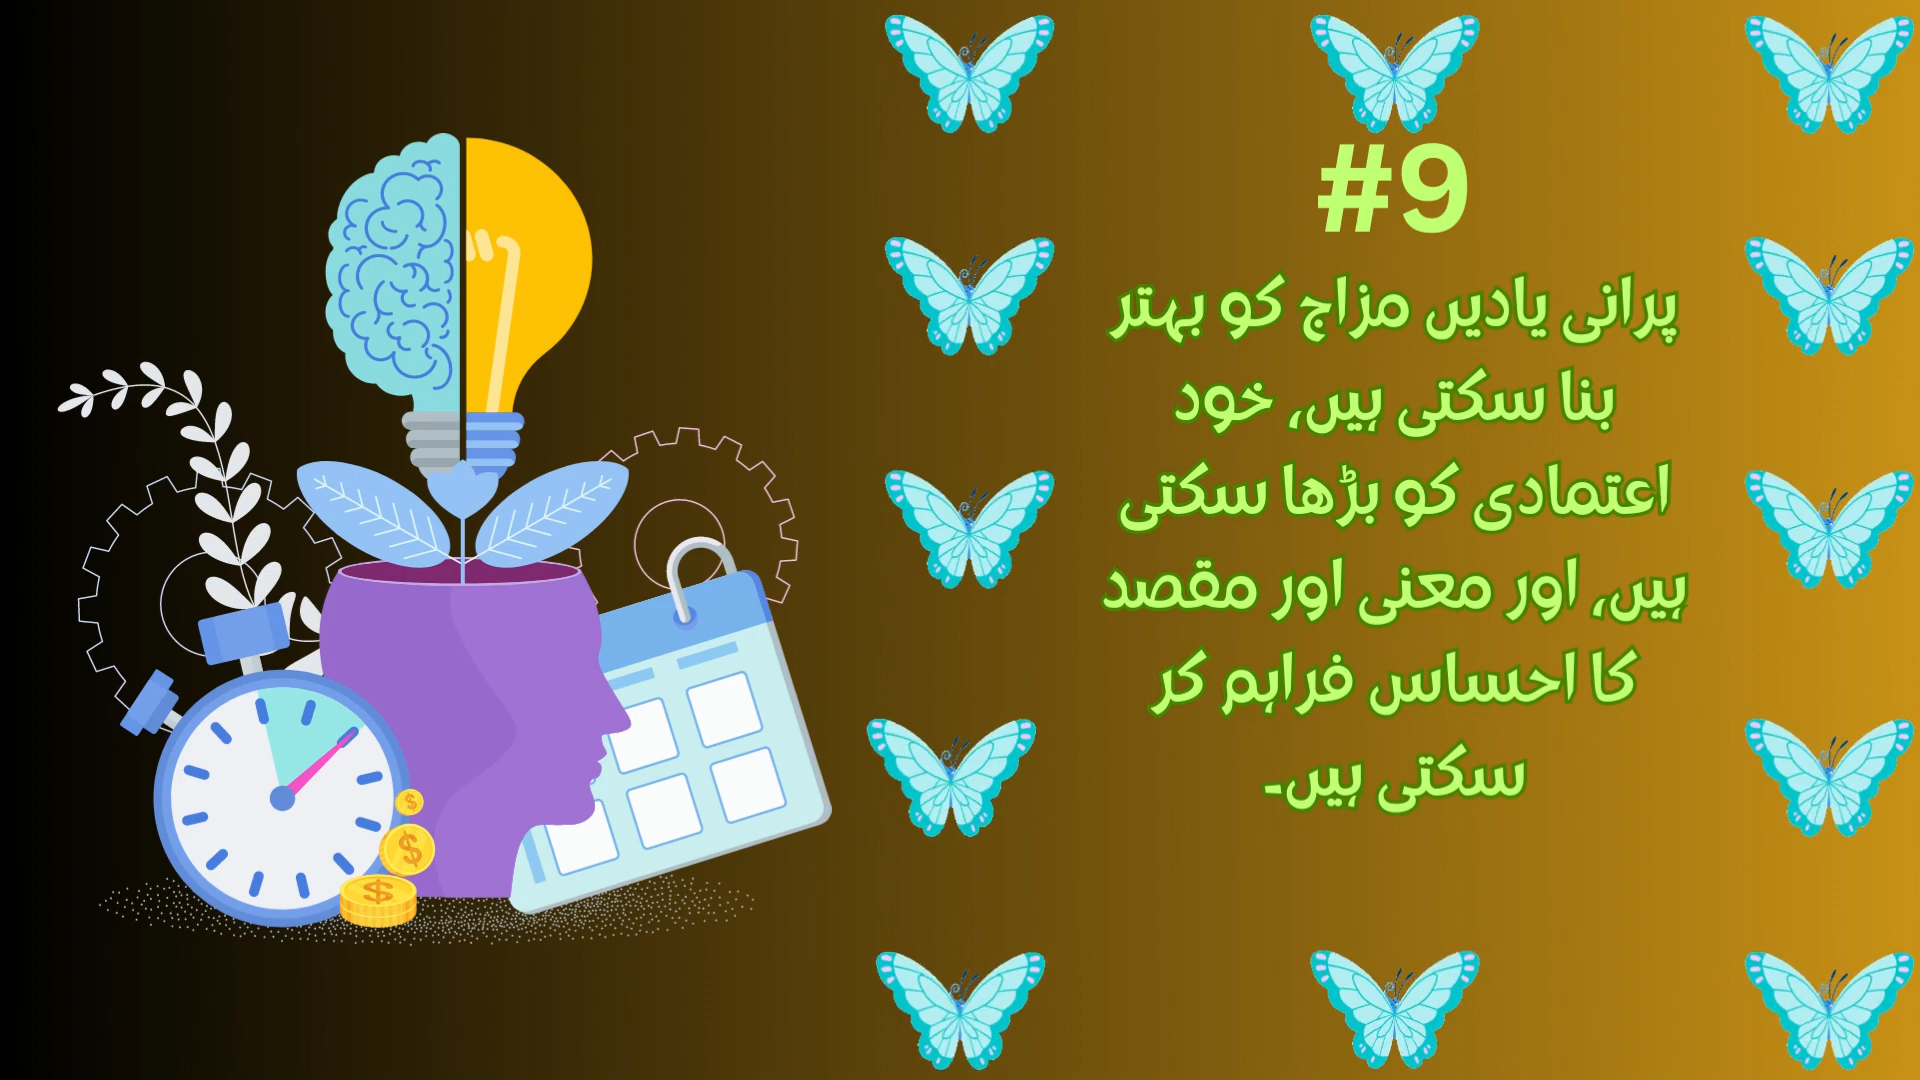 #9
پرانی یادیں مزاج کو بہتر
بنا سکتی ہیں، خود
اعتمادی کو بڑھا سکتی
ہیں، اور معنی اور مقصد
کا احساس فراہم کر
سکتی ہیں۔
$
$
$